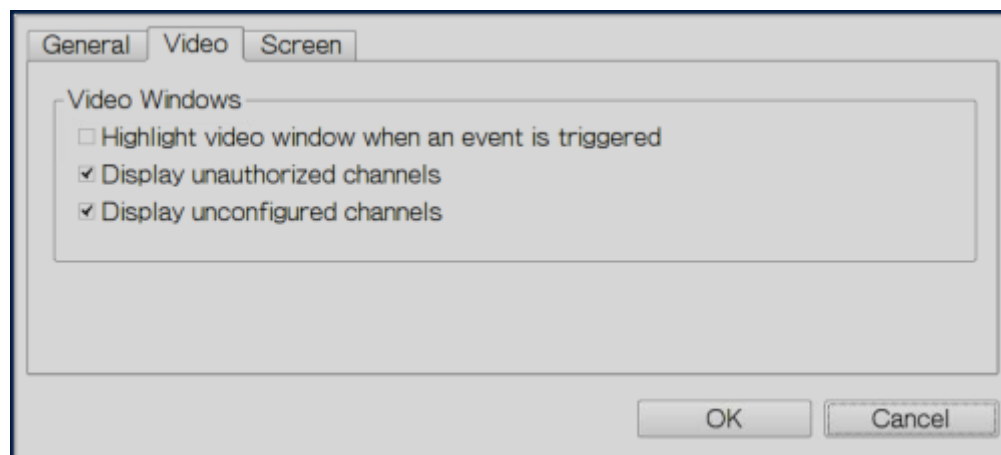 General Video Screen
Video Windows
Highlight video window when an event is triggered
Display unauthorized channels
Display unconfigured channels
OK Cancel